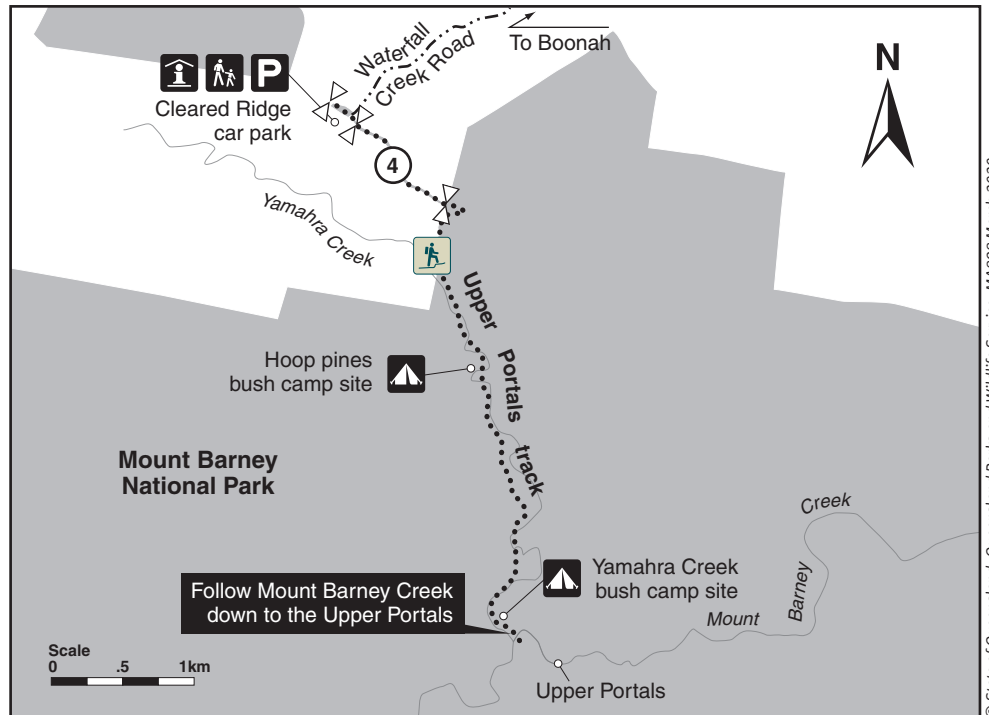 Waterfall
Creek Road
To Boonah
N
P
Cleared Ridge
car park
4
Yamahra Creek
Upper Portals track
Hoop pines
bush camp site
Mount Barney
National Park
Creek
Barney
Mount
Yamahra Creek
bush camp site
Follow Mount Barney Creek
down to the Upper Portals
Upper Portals
Scale
0 .5 1km